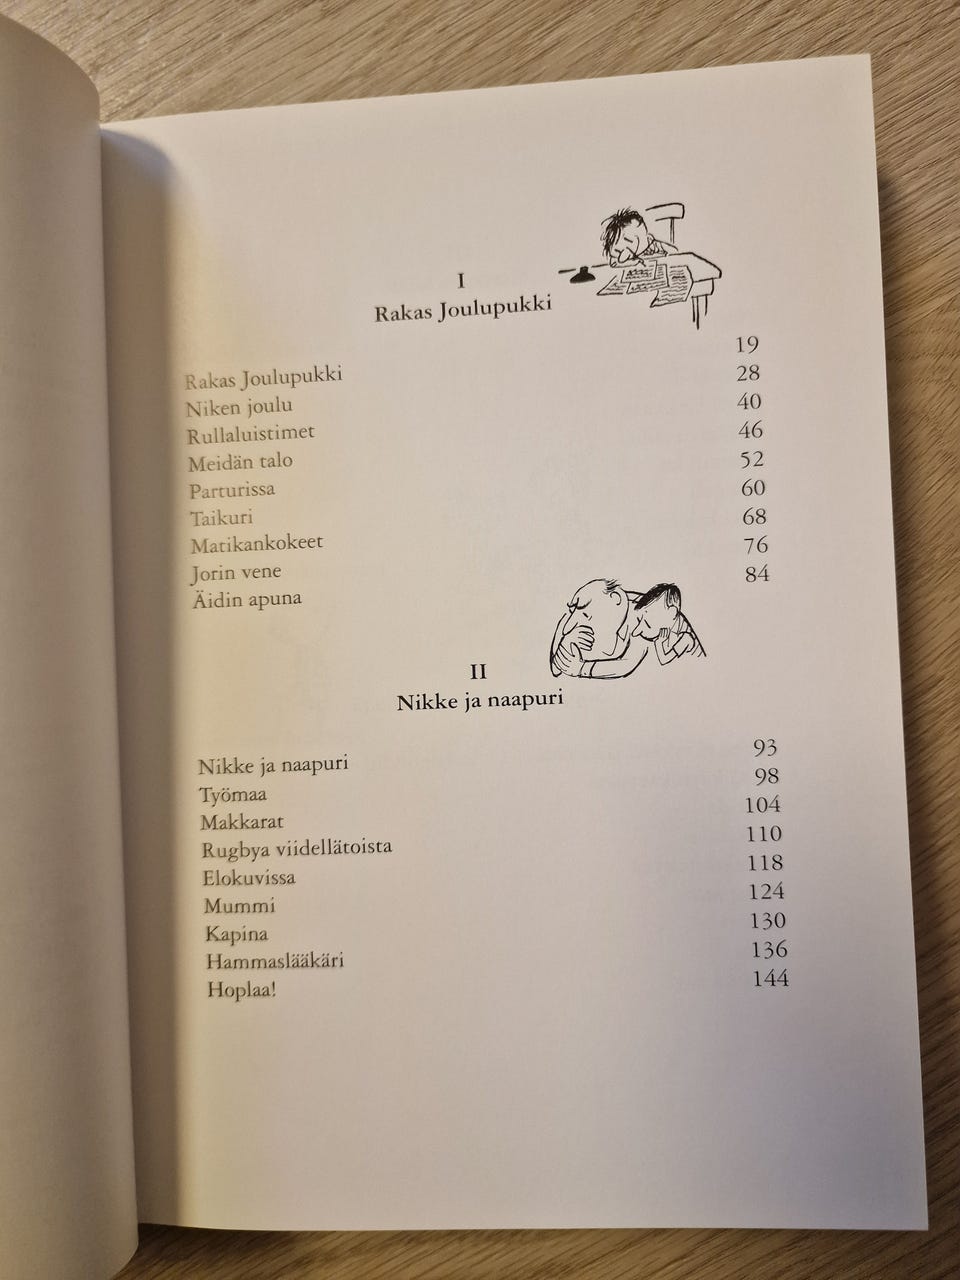 I
Rakas Joulupukki
Rakas Joulupukki 19
Niken joulu 28
Rullaluistimet 40
Meidän talo 46
Parturissa 52
Taikuri 60
Matikankokeet 68
Jorin vene 76
Äidin apuna 84
II
Nikke ja naapuri
Nikke ja naapuri 93
Työmaa 98
Makkarat 104
Rugbya viidellätoista 110
Elokuvissa 118
Mummi 124
Kapina 130
Hammaslääkäri 136
Hoplaa! 144